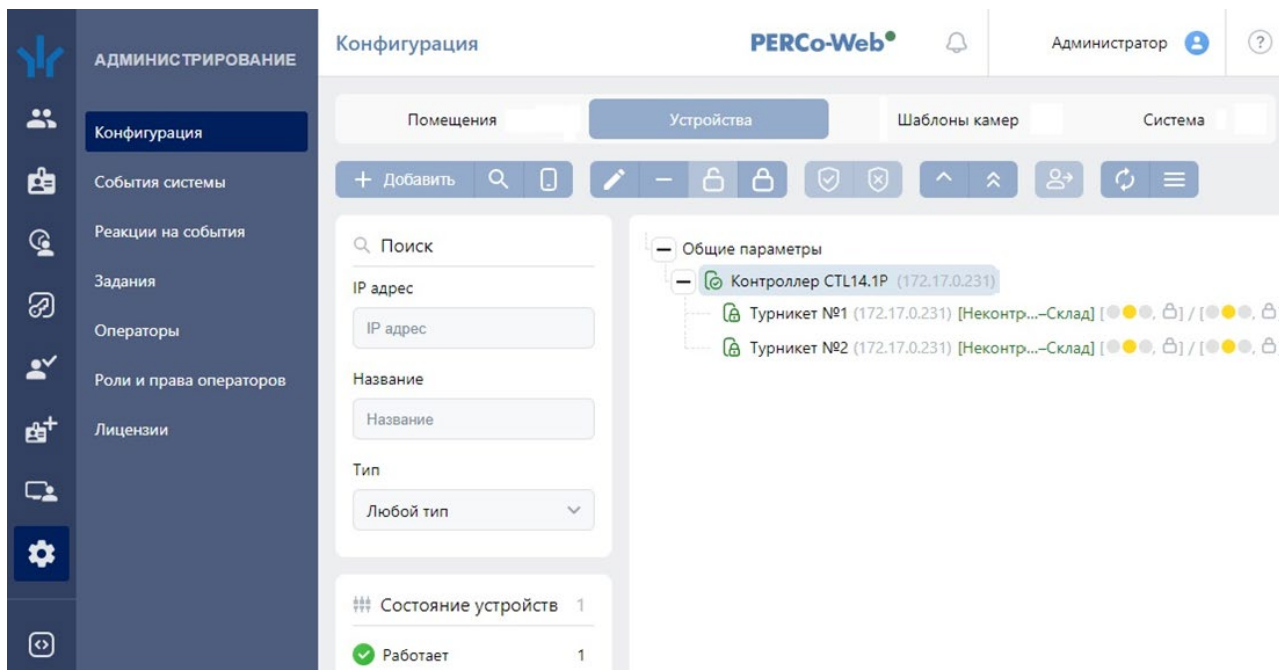 АДМИНИСТРИРОВАНИЕ
Конфигурация
События системы
Реакции на события
Задания
Операторы
Роли и права операторов
Лицензии
Конфигурация
PERCo-Web
Администратор
?
Помещения
Устройства
Шаблоны камер
Система
+ Добавить
Поиск
IP адрес
IP адрес
Название
Название
Тип
Любой тип
Состояние устройств 1
Работает 1
Общие параметры
Контроллер CTL14.1P (172.17.0.231)
Турникет №1 (172.17.0.231) [Неконтр...–Склад] [ , ] / [ ,
Турникет №2 (172.17.0.231) [Неконтр...–Склад] [ , ] / [ ,